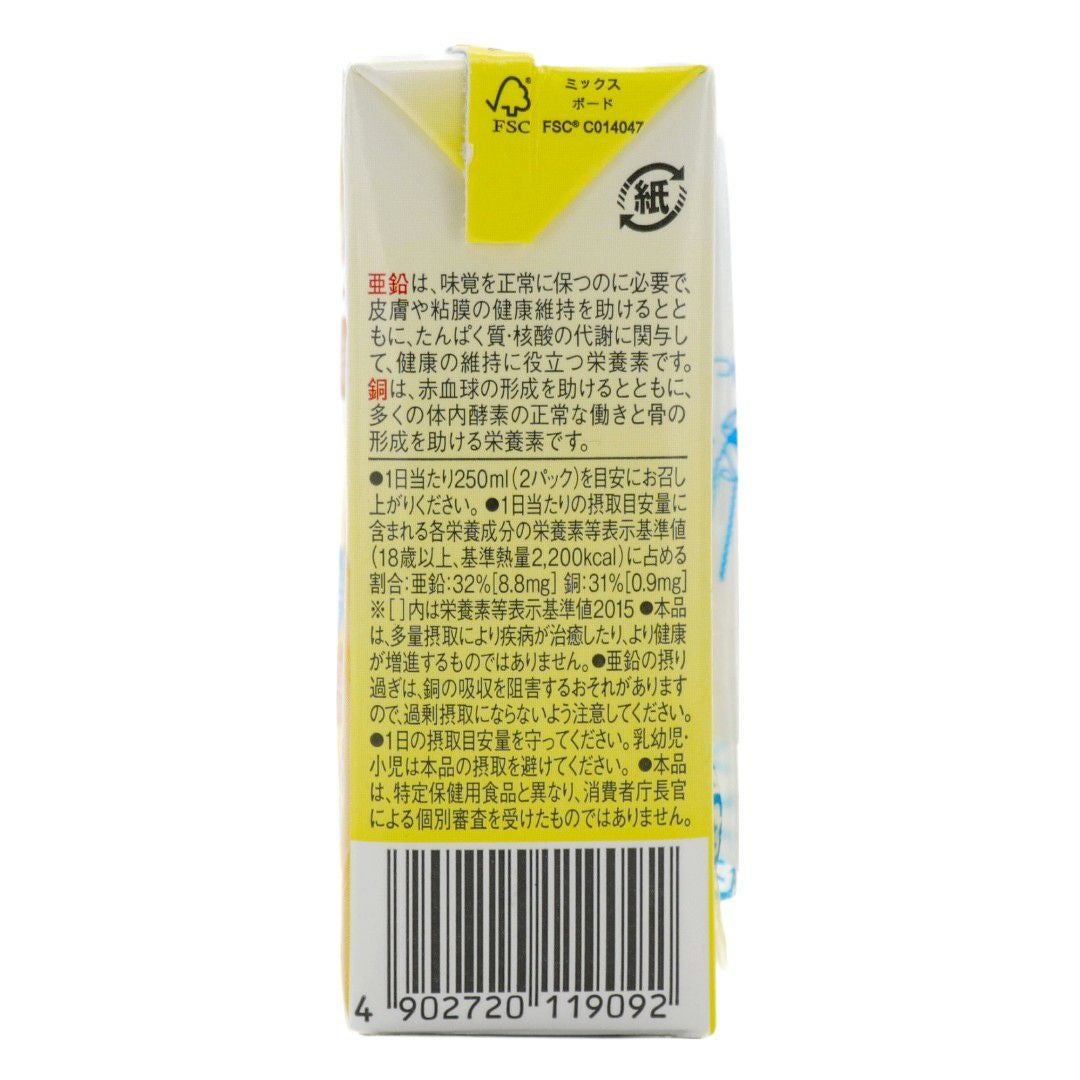 ミックス
ボード
FSC
FSC® C014047
紙
亜鉛は、味覚を正常に保つのに必要で、
皮膚や粘膜の健康維持を助けるとと
もに、たんぱく質・核酸の代謝に関与し
て、健康の維持に役立つ栄養素です。
銅は、赤血球の形成を助けるとともに、
多くの体内酵素の正常な働きと骨の
形成を助ける栄養素です。
●1日当たり250ml(2パック)を目安にお召し
上がりください。●1日当たりの摂取目安量に
含まれる各栄養成分の栄養素等表示基準値
(18歳以上、基準熱量2,200kcal)に占める
割合:亜鉛:32%[8.8mg] 銅:31%[0.9mg]
※[ ]内は栄養素等表示基準値2015 ●本品
は、多量摂取により疾病が治癒したり、より健康
が増進するものではありません。●亜鉛の摂り
過ぎは、銅の吸収を阻害するおそれがあります
ので、過剰摂取にならないよう注意してください。
●1日の摂取目安量を守ってください。乳幼児・
小児は本品の摂取を避けてください。●本品
は、特定保健用食品と異なり、消費者庁長官
による個別審査を受けたものではありません。
4 902720 119092